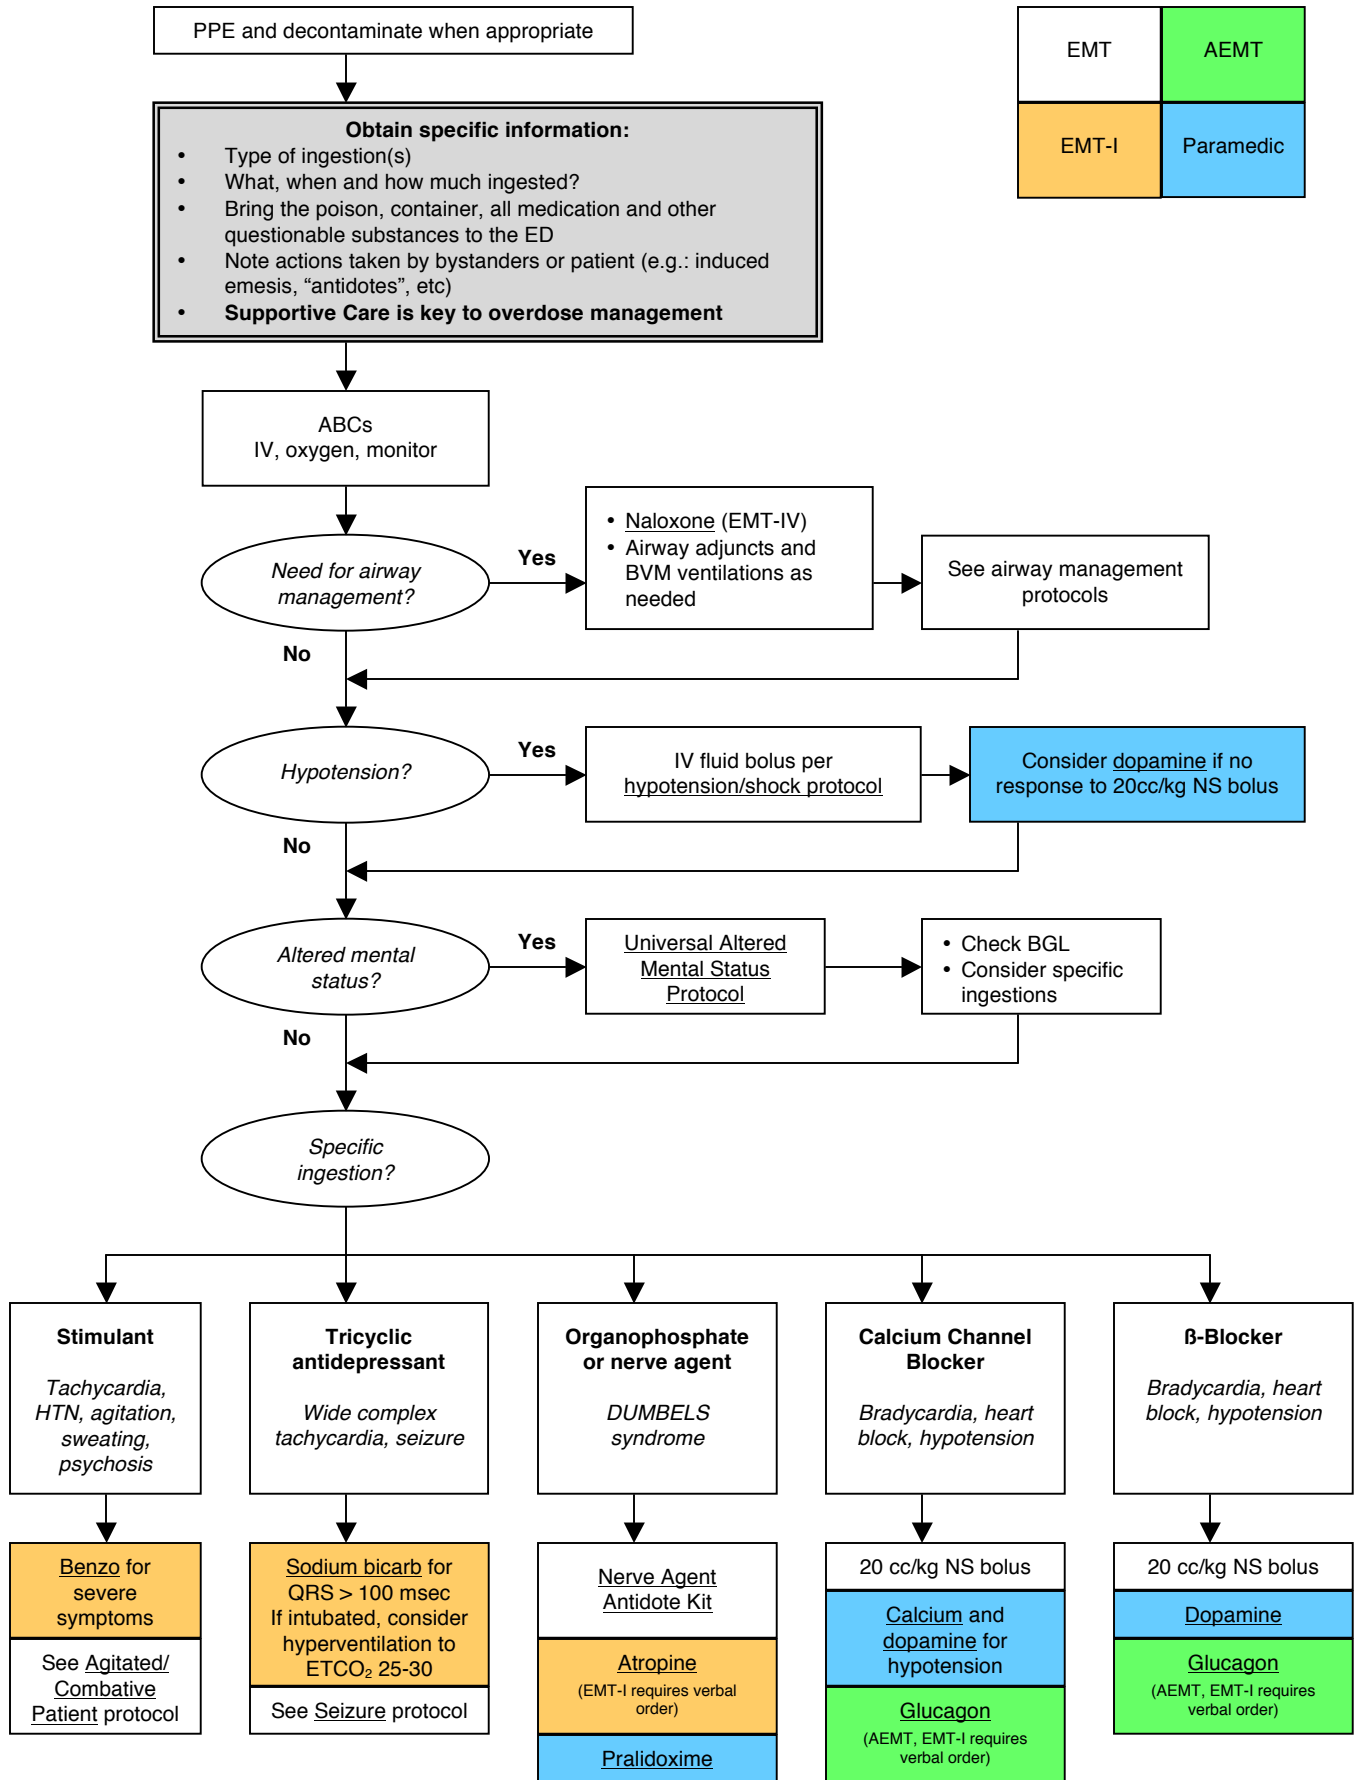 PPE and decontaminate when appropriate
EMT
AEMT
EMT-I
Paramedic
Obtain specific information:
• Type of ingestion(s)
• What, when and how much ingested?
• Bring the poison, container, all medication and other
questionable substances to the ED
• Note actions taken by bystanders or patient (e.g.: induced
emesis, “antidotes”, etc)
• Supportive Care is key to overdose management
ABCs
IV, oxygen, monitor
Need for airway
management?
Yes
• Naloxone (EMT-IV)
• Airway adjuncts and
BVM ventilations as
needed
See airway management
protocols
No
Hypotension?
Yes
IV fluid bolus per
hypotension/shock protocol
Consider dopamine if no
response to 20cc/kg NS bolus
No
Altered mental
status?
Yes
Universal Altered
Mental Status
Protocol
• Check BGL
• Consider specific
ingestions
No
Specific
ingestion?
Stimulant
Tachycardia,
HTN, agitation,
sweating,
psychosis
Benzo for
severe
symptoms
See Agitated/
Combative
Patient protocol
Tricyclic
antidepressant
Wide complex
tachycardia, seizure
Sodium bicarb for
QRS > 100 msec
If intubated, consider
hyperventilation to
ETCO₂ 25-30
See Seizure protocol
Organophosphate
or nerve agent
DUMBELS
syndrome
Nerve Agent
Antidote Kit
Atropine
(EMT-I requires verbal
order)
Pralidoxime
Calcium Channel
Blocker
Bradycardia, heart
block, hypotension
20 cc/kg NS bolus
Calcium and
dopamine for
hypotension
Glucagon
(AEMT, EMT-I requires
verbal order)
ß-Blocker
Bradycardia, heart
block, hypotension
20 cc/kg NS bolus
Dopamine
Glucagon
(AEMT, EMT-I requires
verbal order)